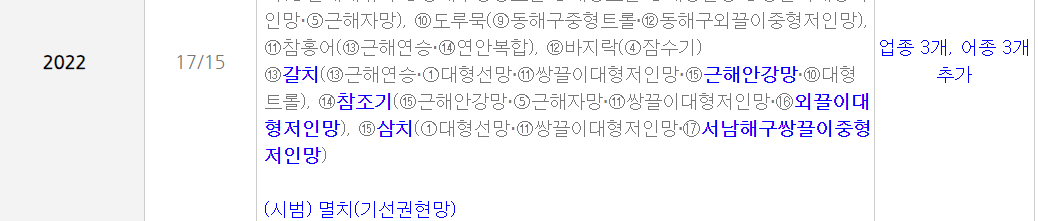 인망·⑤근해자망), ⑩도루묵(⑨동해구중형트롤·⑫동해구외끌이중형저인망),
⑪참홍어(⑬근해연승·⑭연안복합), ⑫바지락(④잠수기)
2022
17/15
⑬갈치(⑬근해연승·①대형선망·⑪쌍끌이대형저인망·⑮근해안강망·⑩대형
트롤), ⑭참조기(⑮근해안강망·⑤근해자망·⑪쌍끌이대형저인망·⑯외끌이대
형저인망), ⑮삼치(①대형선망·⑪쌍끌이대형저인망·⑰서남해구쌍끌이중형
저인망)
(시범) 멸치(기선권현망)
업종 3개, 어종 3개
추가